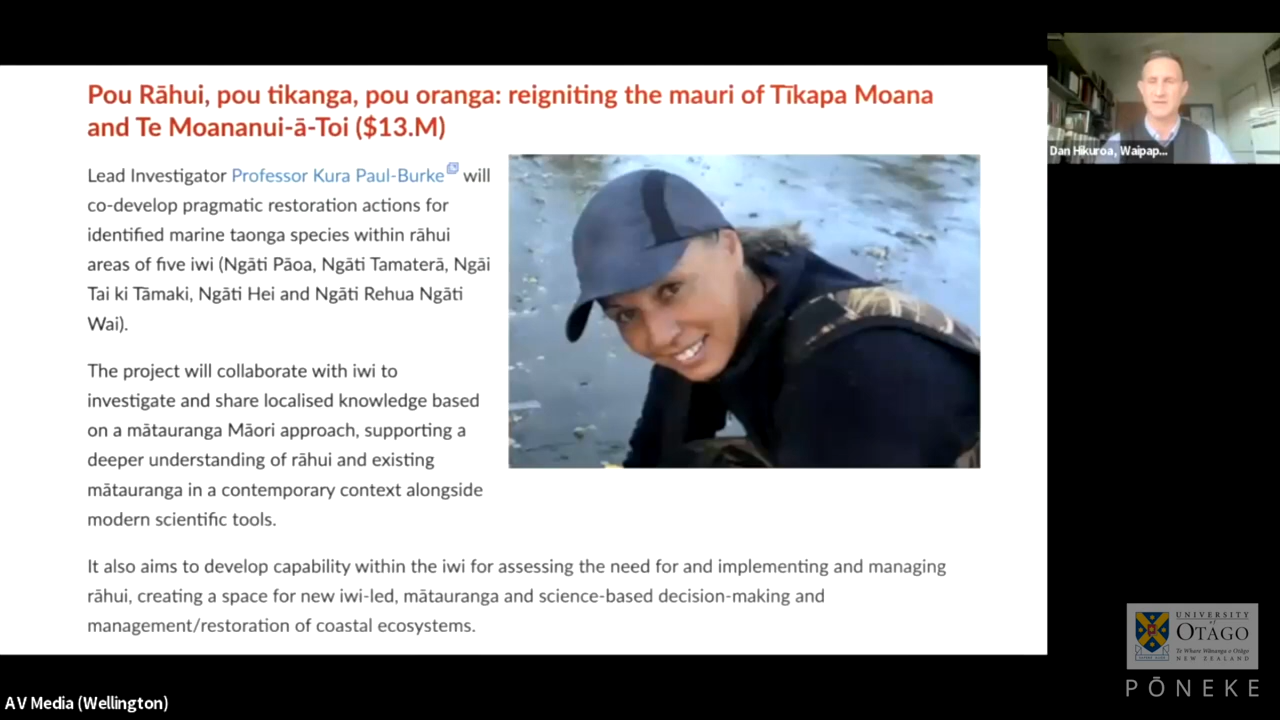 Pou Rāhui, pou tikanga, pou oranga: reigniting the mauri of Tīkapa Moana
and Te Moananui-ā-Toi ($13.M)
Lead Investigator Professor Kura Paul-Burke will
co-develop pragmatic restoration actions for
identified marine taonga species within rāhui
areas of five iwi (Ngāti Pāoa, Ngāti Tamaterā, Ngāi
Tai ki Tāmaki, Ngāti Hei and Ngāti Rehua Ngāti
Wai).
The project will collaborate with iwi to
investigate and share localised knowledge based
on a mātauranga Māori approach, supporting a
deeper understanding of rāhui and existing
mātauranga in a contemporary context alongside
modern scientific tools.
It also aims to develop capability within the iwi for assessing the need for and implementing and managing
rāhui, creating a space for new iwi-led, mātauranga and science-based decision-making and
management/restoration of coastal ecosystems.
Dan Hikuroa, Waipap...
UNIVERSITY
of
OTAGO
Te Whare Wānanga o Otāgo
NEW ZEALAND
PŌNEKE
AV Media (Wellington)